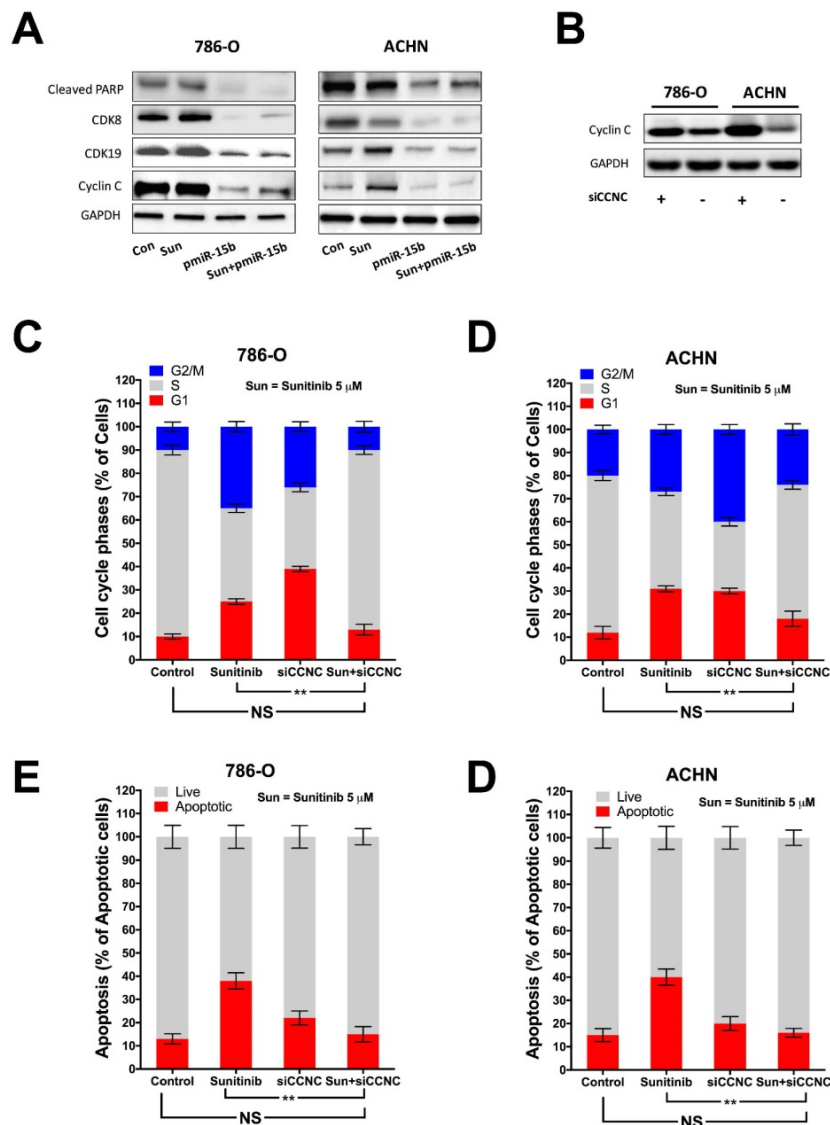 A
786-O
ACHN
Cleaved PARP
CDK8
CDK19
Cyclin C
GAPDH
Con
Sun
pmiR-15b
Sun+pmiR-15b
Con
Sun
pmiR-15b
Sun+pmiR-15b
B
786-O
ACHN
Cyclin C
GAPDH
siCCNC + - + -
C
786-O
G2/M
S
G1
Sun = Sunitinib 5 μM
Cell cycle phases (% of Cells)
120
110
100
90
80
70
60
50
40
30
20
10
0
Control Sunitinib siCCNC Sun+siCCNC
**
NS
D
ACHN
G2/M
S
G1
Sun = Sunitinib 5 μM
Cell cycle phases (% of Cells)
120
110
100
90
80
70
60
50
40
30
20
10
0
Control Sunitinib siCCNC Sun+siCCNC
**
NS
E
786-O
Live
Apoptotic
Sun = Sunitinib 5 μM
Apoptosis (% of Apoptotic cells)
120
110
100
90
80
70
60
50
40
30
20
10
0
Control Sunitinib siCCNC Sun+siCCNC
**
NS
D
ACHN
Live
Apoptotic
Sun = Sunitinib 5 μM
Apoptosis (% of Apoptotic cells)
120
110
100
90
80
70
60
50
40
30
20
10
0
Control Sunitinib siCCNC Sun+siCCNC
**
NS